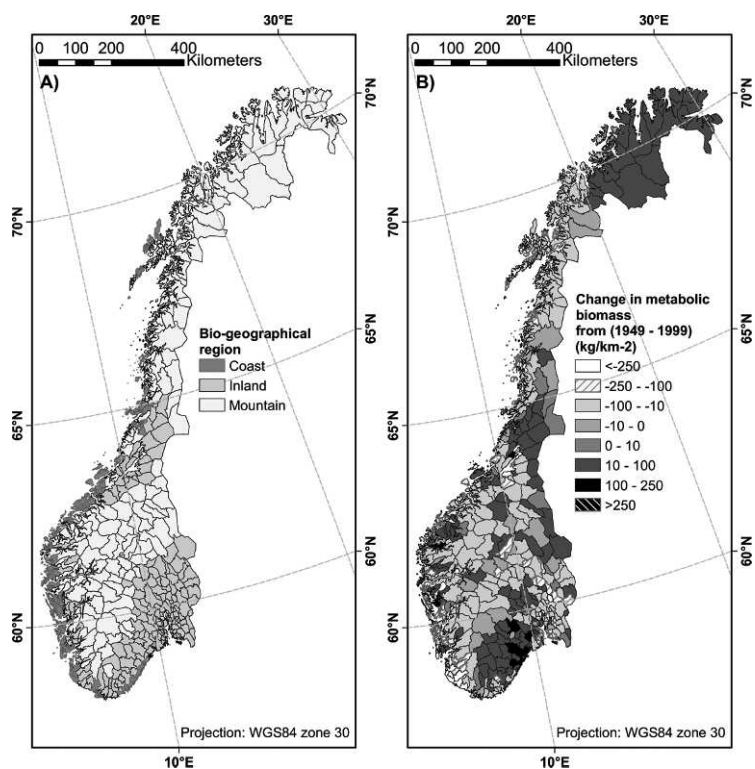 20°E
30°E
0 100 200 400
Kilometers
A)
70°N
70°N
65°N
65°N
60°N
60°N
Bio-geographical
region
Coast
Inland
Mountain
Projection: WGS84 zone 30
10°E
20°E
30°E
0 100 200 400
Kilometers
B)
70°N
70°N
65°N
65°N
60°N
60°N
Change in metabolic
biomass
from (1949 - 1999)
(kg/km-2)
<-250
-250 - -100
-100 - -10
-10 - 0
0 - 10
10 - 100
100 - 250
>250
Projection: WGS84 zone 30
10°E